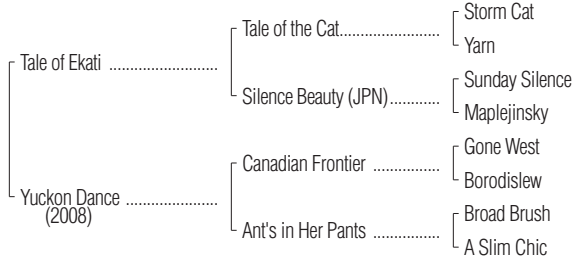 Storm Cat
Tale of the Cat........................
Yarn
Tale of Ekati ..........................
Sunday Silence
Silence Beauty (JPN)............
Maplejinsky
Gone West
Canadian Frontier ................
Borodislew
Yuckon Dance ......................
(2008)
Broad Brush
Ant's in Her Pants ................
A Slim Chic